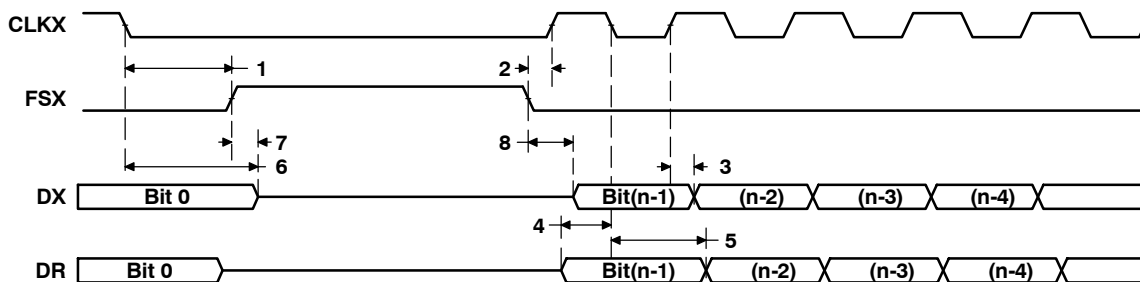 CLKX
1 2
FSX
7 8
6 3
DX Bit 0 Bit(n-1) (n-2) (n-3) (n-4)
4 5
DR Bit 0 Bit(n-1) (n-2) (n-3) (n-4)